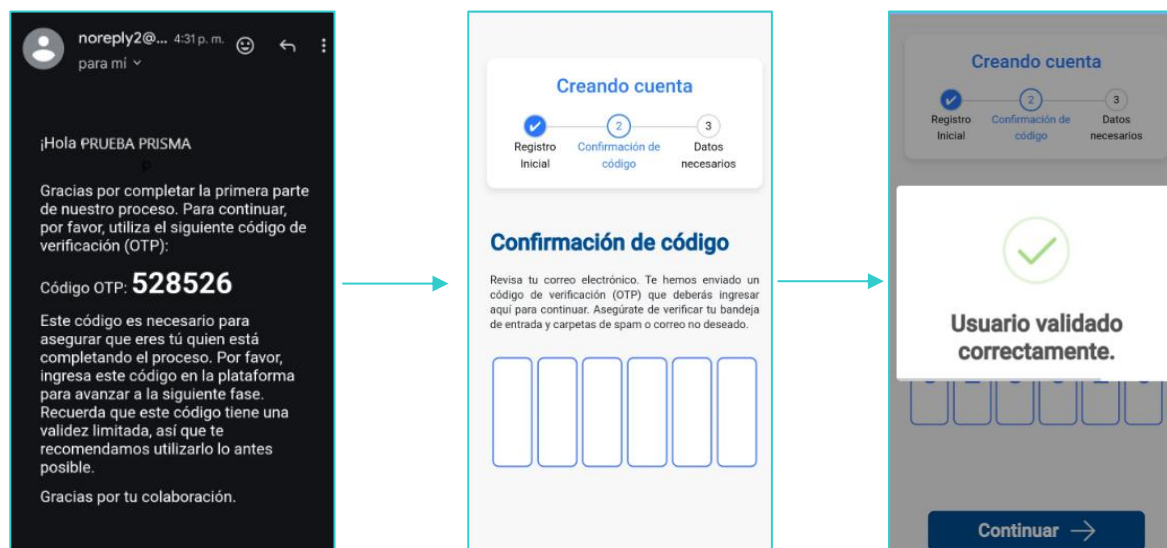 noreply2@... 4:31 p. m.
para mí
¡Hola PRUEBA PRISMA
Gracias por completar la primera parte
de nuestro proceso. Para continuar,
por favor, utiliza el siguiente código de
verificación (OTP):
Código OTP: 528526
Este código es necesario para
asegurar que eres tú quien está
completando el proceso. Por favor,
ingresa este código en la plataforma
para avanzar a la siguiente fase.
Recuerda que este código tiene una
validez limitada, así que te
recomendamos utilizarlo lo antes
posible.
Gracias por tu colaboración.
Creando cuenta
2
3
Registro
Inicial
Confirmación de
código
Datos
necesarios
Confirmación de código
Revisa tu correo electrónico. Te hemos enviado un
código de verificación (OTP) que deberás ingresar
aquí para continuar. Asegúrate de verificar tu bandeja
de entrada y carpetas de spam o correo no deseado.
Creando cuenta
2
3
Registro
Inicial
Confirmación de
código
Datos
necesarios
Usuario validado
correctamente.
Continuar